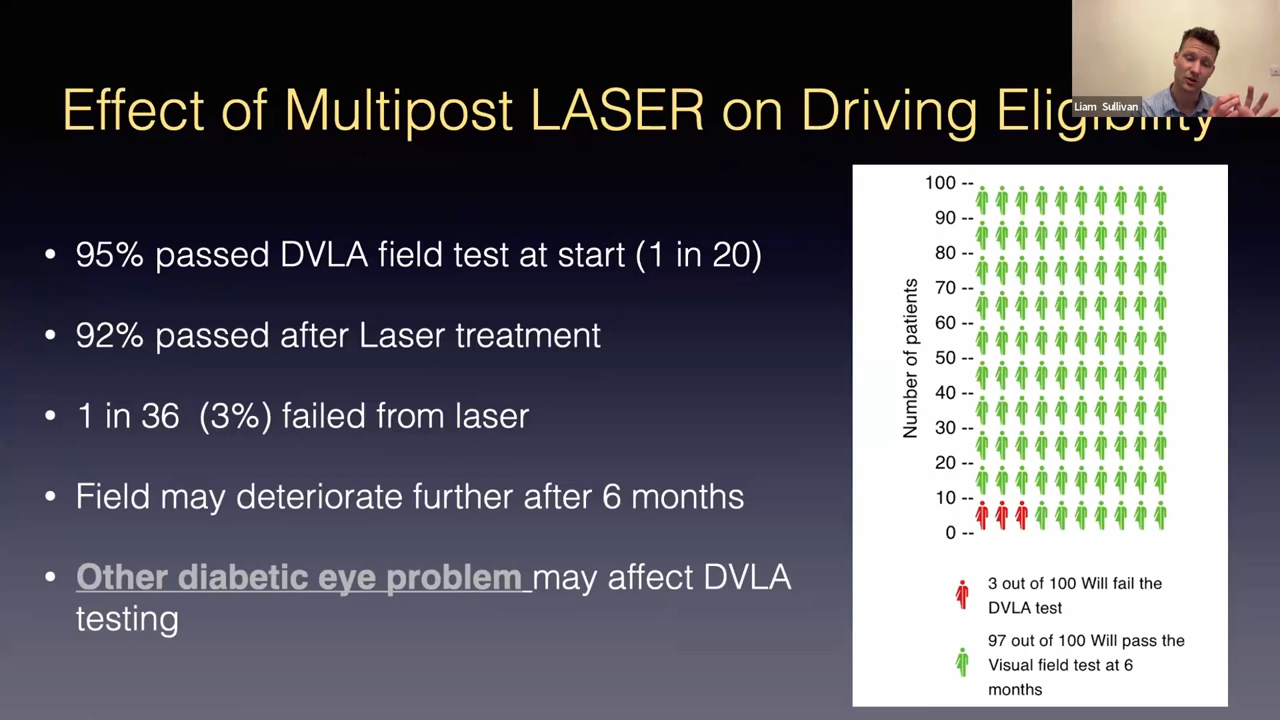 Liam Sullivan
Effect of Multipost LASER on Driving Eligibility
• 95% passed DVLA field test at start (1 in 20)
• 92% passed after Laser treatment
• 1 in 36 (3%) failed from laser
• Field may deteriorate further after 6 months
• Other diabetic eye problem may affect DVLA
testing
Number of patients
100 --
90 --
80 --
70 --
60 --
50 --
40 --
30 --
20 --
10 --
0 --
3 out of 100 Will fail the
DVLA test
97 out of 100 Will pass the
Visual field test at 6
months